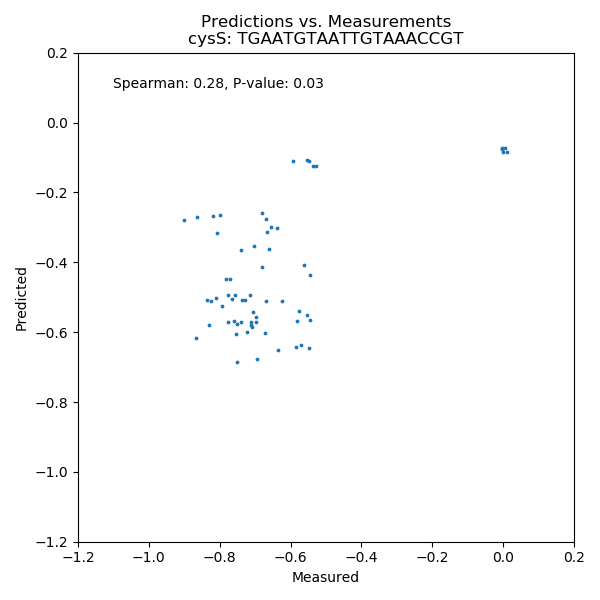 Predictions vs. Measurements
cysS: TGAATGTAATTGTAAACCGT
Spearman: 0.28, P-value: 0.03
0.2
0.0
−0.2
−0.4
−0.6
−0.8
−1.0
−1.2
Predicted
−1.2 −1.0 −0.8 −0.6 −0.4 −0.2 0.0 0.2
Measured